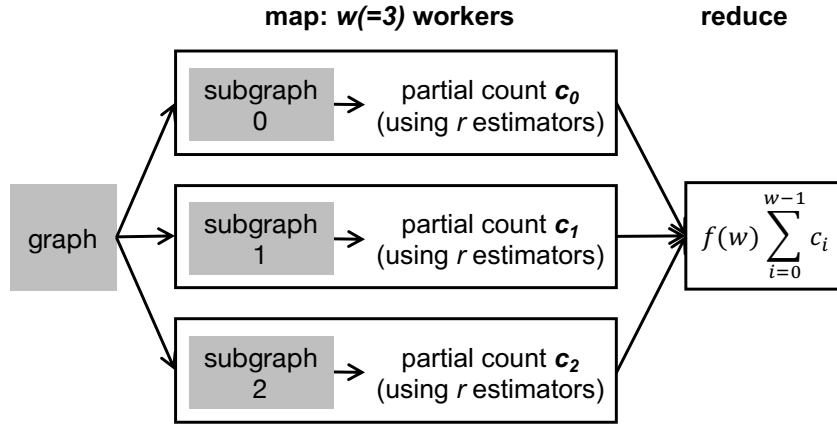 map: w(=3) workers
reduce
subgraph
0
partial count c₀
(using r estimators)
graph
subgraph
1
partial count c₁
(using r estimators)
f(w) ∑_{i=0}^{w−1} c_i
subgraph
2
partial count c₂
(using r estimators)